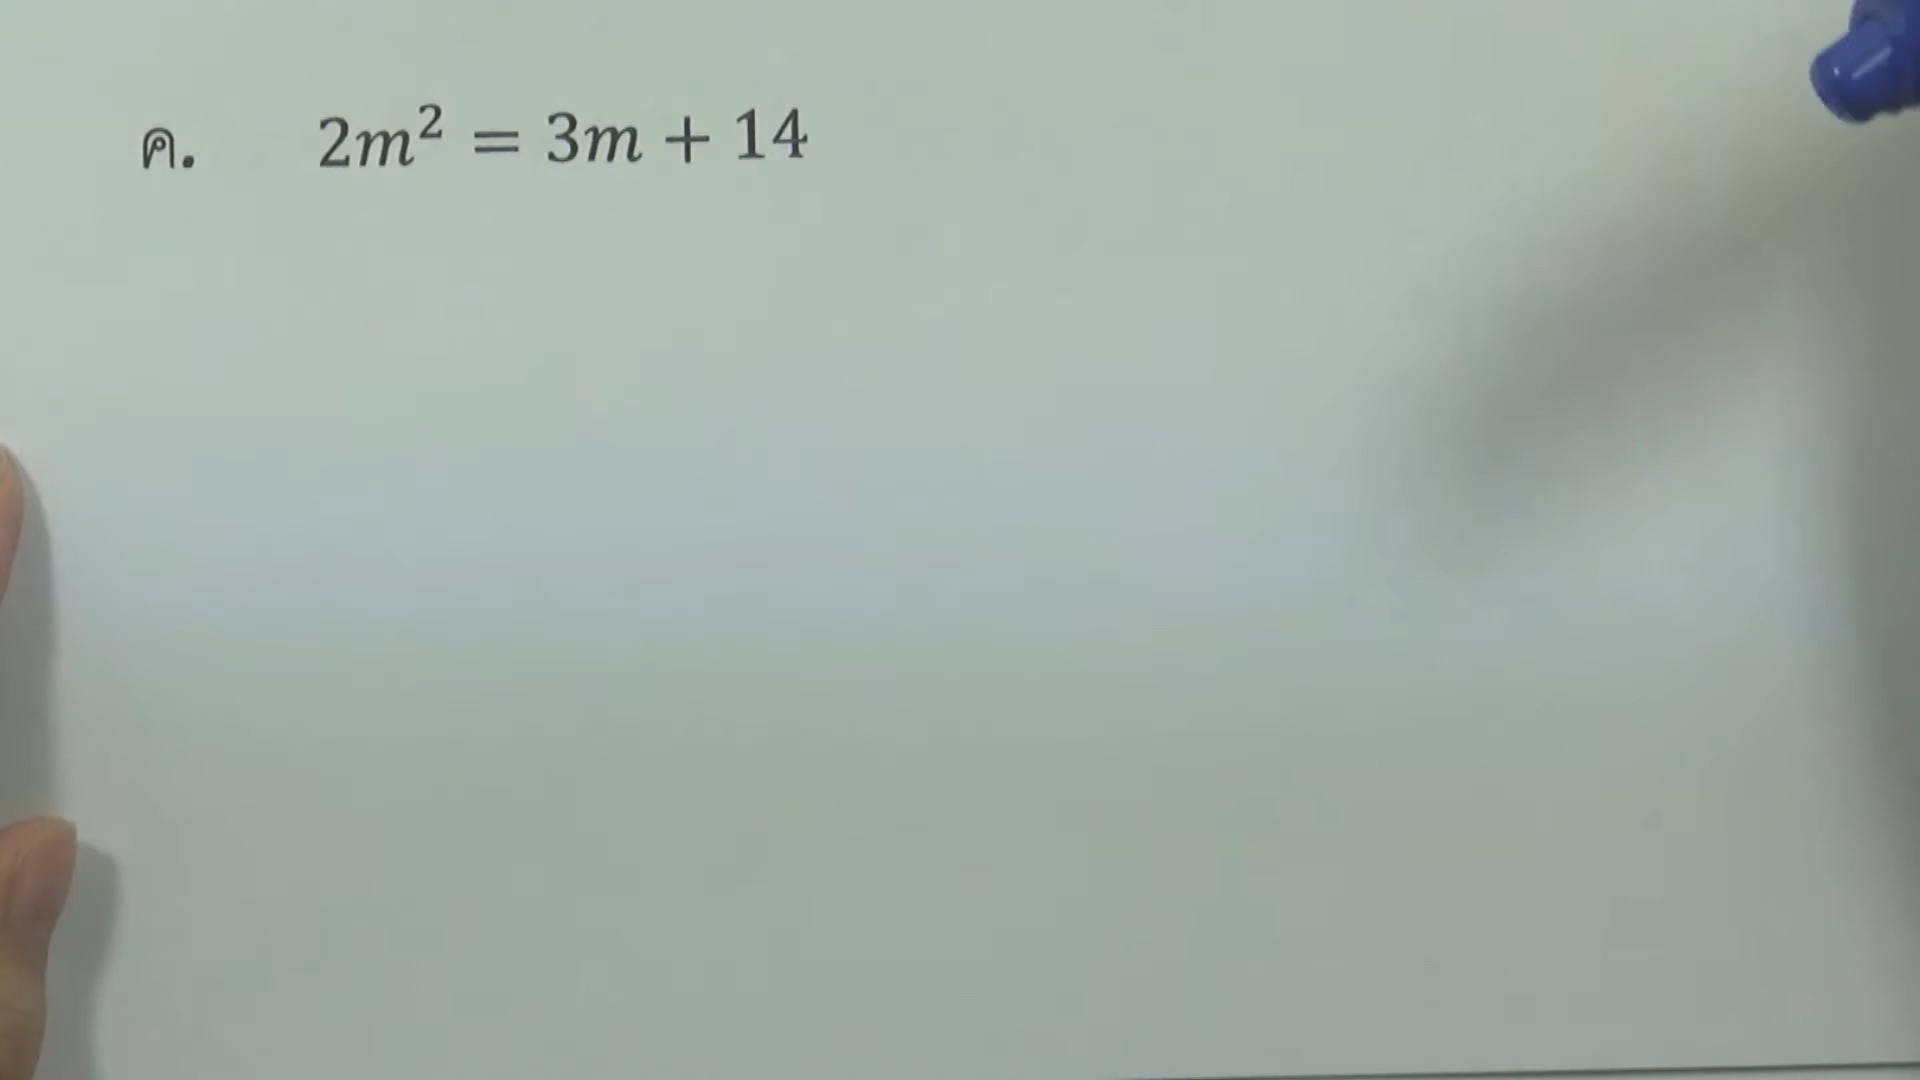 ค. 2m² = 3m + 14